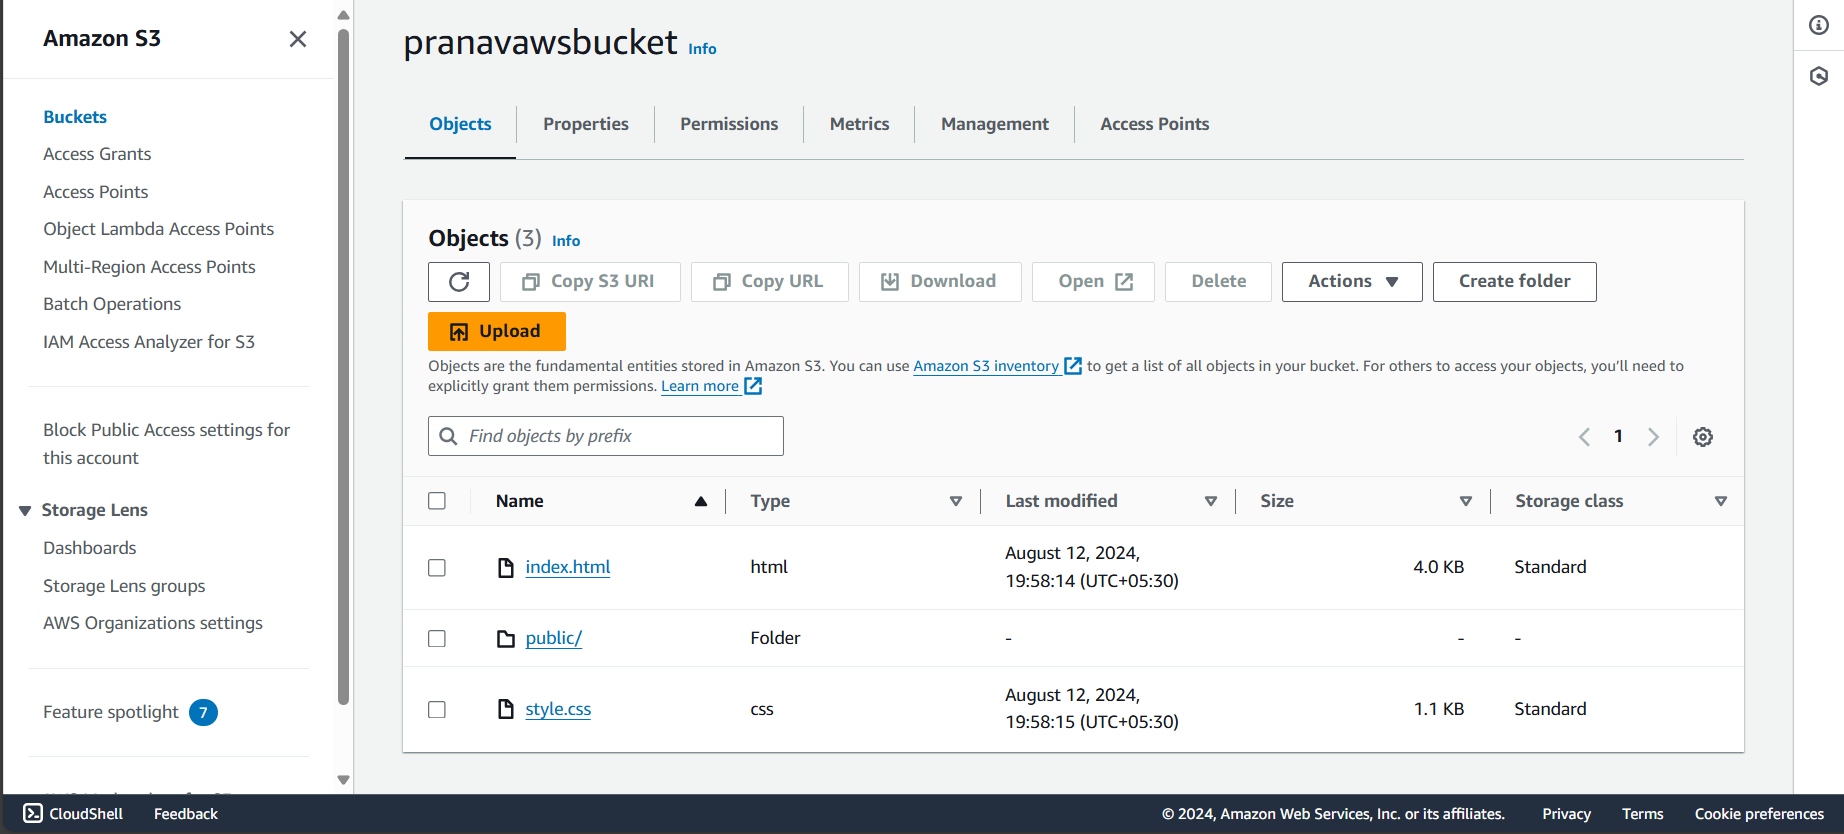 Amazon S3
Buckets
Access Grants
Access Points
Object Lambda Access Points
Multi-Region Access Points
Batch Operations
IAM Access Analyzer for S3
Block Public Access settings for
this account
Storage Lens
Dashboards
Storage Lens groups
AWS Organizations settings
Feature spotlight 7
pranavawsbucket Info
Objects Properties Permissions Metrics Management Access Points
Objects (3) Info
Copy S3 URI Copy URL Download Open Delete Actions Create folder
Upload
Objects are the fundamental entities stored in Amazon S3. You can use Amazon S3 inventory to get a list of all objects in your bucket. For others to access your objects, you'll need to
explicitly grant them permissions. Learn more
Find objects by prefix
1
Name Type Last modified Size Storage class
index.html html August 12, 2024, 4.0 KB Standard
19:58:14 (UTC+05:30)
public/ Folder - - -
style.css css August 12, 2024, 1.1 KB Standard
19:58:15 (UTC+05:30)
CloudShell Feedback © 2024, Amazon Web Services, Inc. or its affiliates. Privacy Terms Cookie preferences